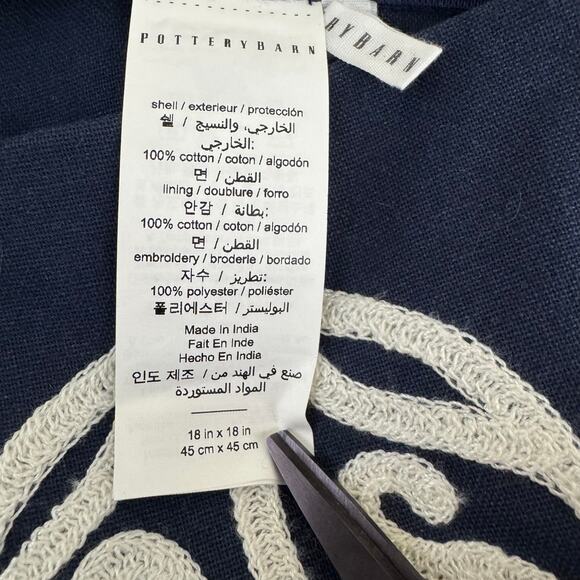 POTTERYBARN
RYBARN
shell / exterieur / protección
쉘 / الخارجي، والنسيج
الخارجي:
100% cotton / coton / algodón
면 / القطن
lining / doublure / forro
안감 / بطانة:
100% cotton / coton / algodón
면 / القطن
embroidery / broderie / bordado
자수 / تطريز:
100% polyester / poliéster
폴리에스터 / البوليستر
Made In India
Fait En Inde
Hecho En India
인도 제조 / صنع في الهند من
المواد المستوردة
18 in x 18 in
45 cm x 45 cm